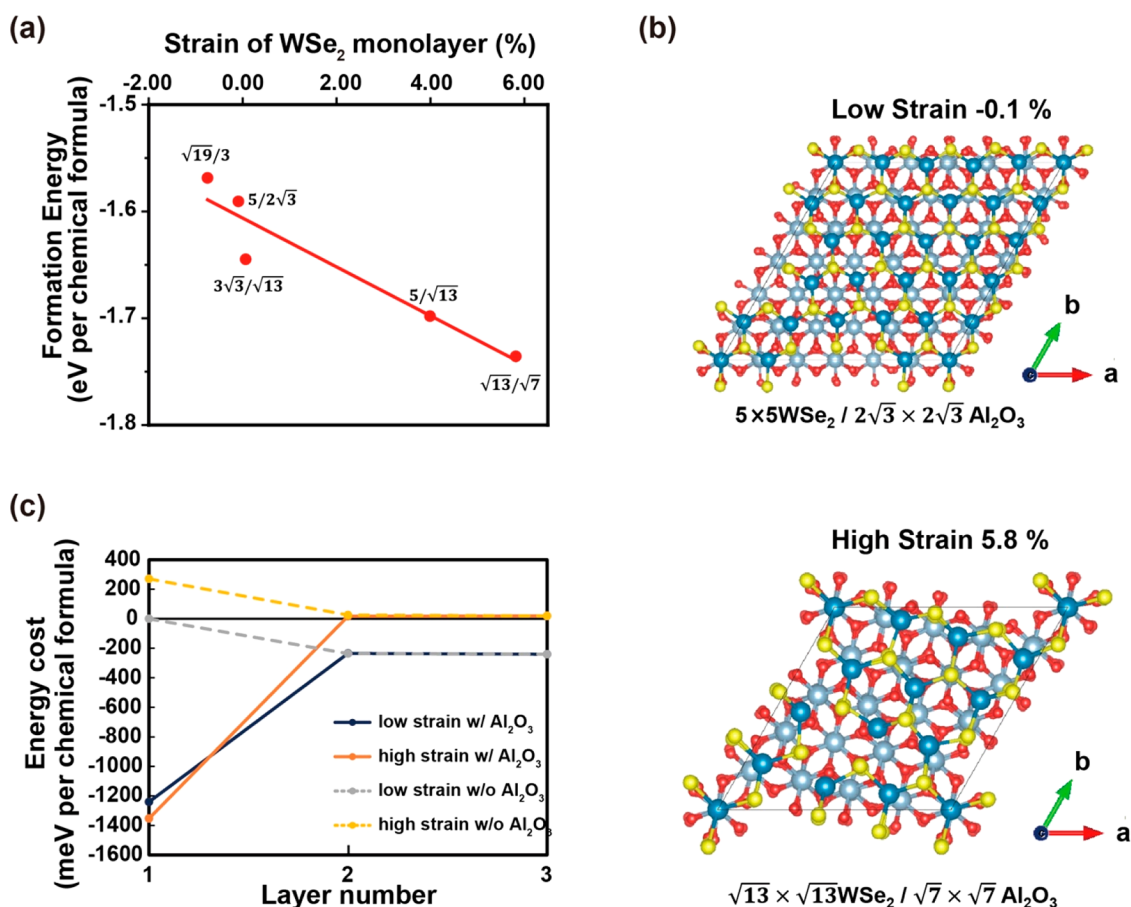 (a)
Strain of WSe₂ monolayer (%)
-2.00 0.00 2.00 4.00 6.00
Formation Energy
(eV per chemical formula)
-1.5
-1.6
-1.7
-1.8
√19/3
5/2√3
3√3/√13
5/√13
√13/√7
(b)
Low Strain -0.1 %
b
a
5×5WSe₂ / 2√3 × 2√3 Al₂O₃
High Strain 5.8 %
b
a
√13 × √13WSe₂ / √7 × √7 Al₂O₃
(c)
Energy cost
(meV per chemical formula)
400
200
0
-200
-400
-600
-800
-1000
-1200
-1400
-1600
low strain w/ Al₂O₃
high strain w/ Al₂O₃
low strain w/o Al₂O₃
high strain w/o Al₂O₃
1 2 3
Layer number